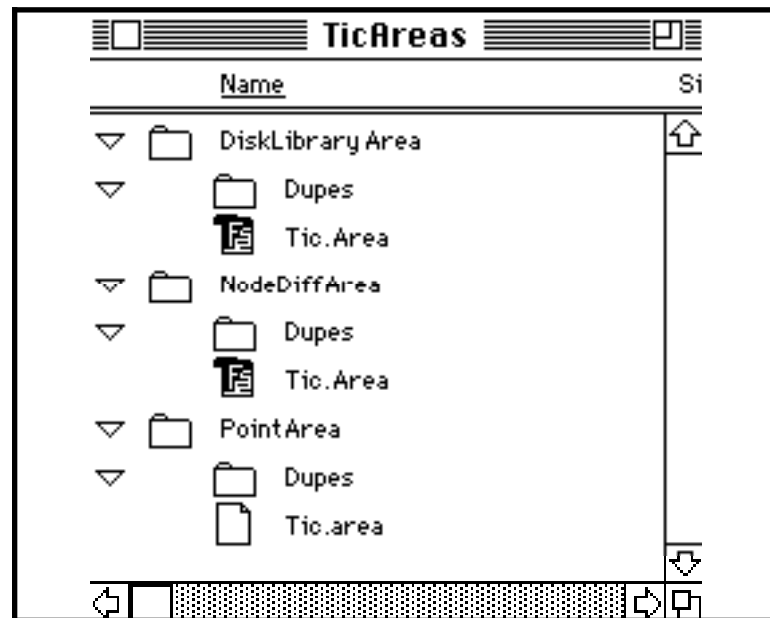 TicAreas
Name Si
DiskLibrary Area
Dupes
Tic.Area
NodeDiffArea
Dupes
Tic.Area
PointArea
Dupes
Tic.area